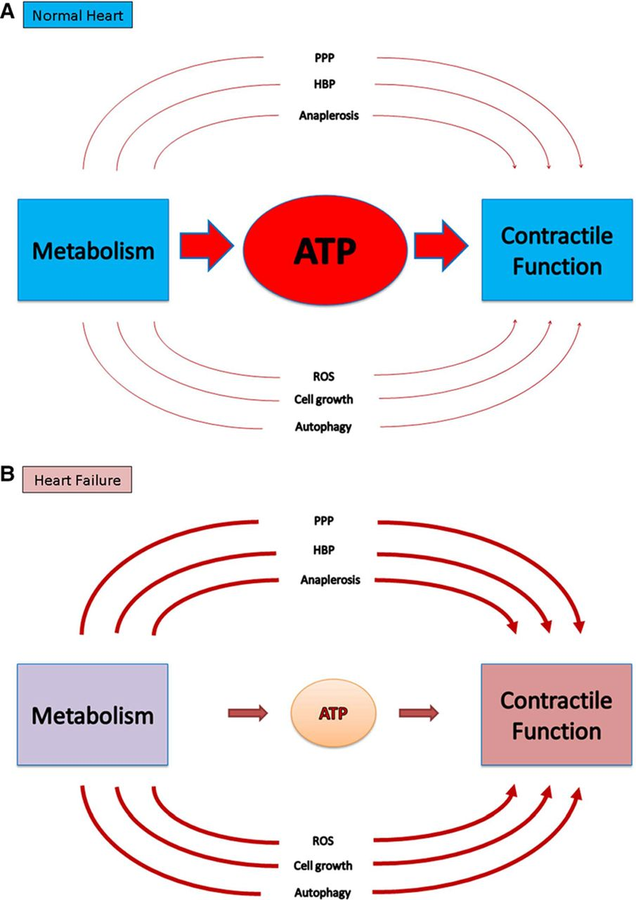 A
Normal Heart
PPP
HBP
Anaplerosis
Metabolism
ATP
Contractile
Function
ROS
Cell growth
Autophagy
B
Heart Failure
PPP
HBP
Anaplerosis
Metabolism
ATP
Contractile
Function
ROS
Cell growth
Autophagy